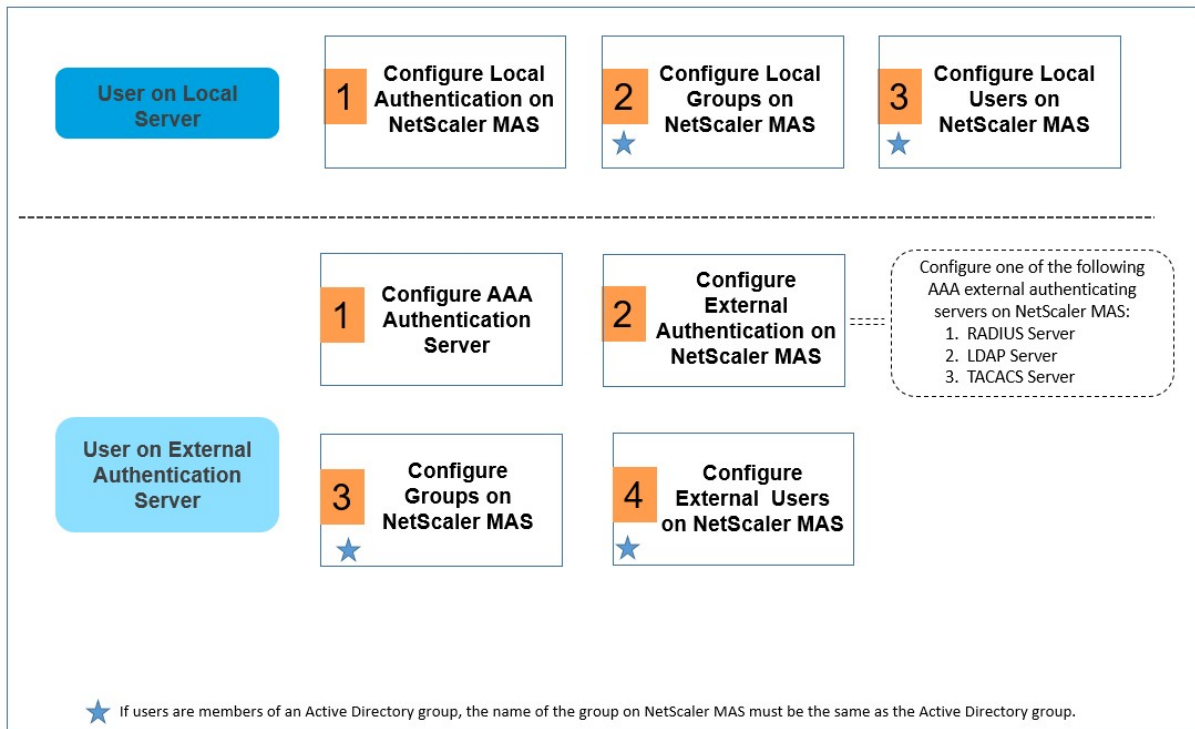 User on Local
Server
1
Configure Local
Authentication on
NetScaler MAS
2
Configure Local
Groups on
NetScaler MAS
3
Configure Local
Users on
NetScaler MAS
1
Configure AAA
Authentication
Server
2
Configure
External
Authentication on
NetScaler MAS
Configure one of the following
AAA external authenticating
servers on NetScaler MAS:
1. RADIUS Server
2. LDAP Server
3. TACACS Server
User on External
Authentication
Server
3
Configure
Groups on
NetScaler MAS
4
Configure
External Users
on NetScaler MAS
If users are members of an Active Directory group, the name of the group on NetScaler MAS must be the same as the Active Directory group.